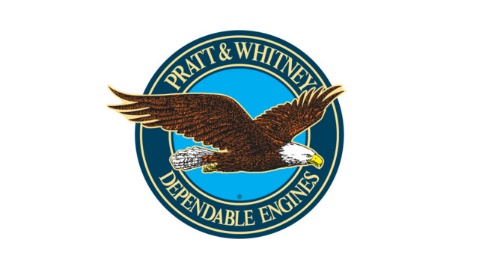 PRATT & WHITNEY
DEPENDABLE ENGINES
®